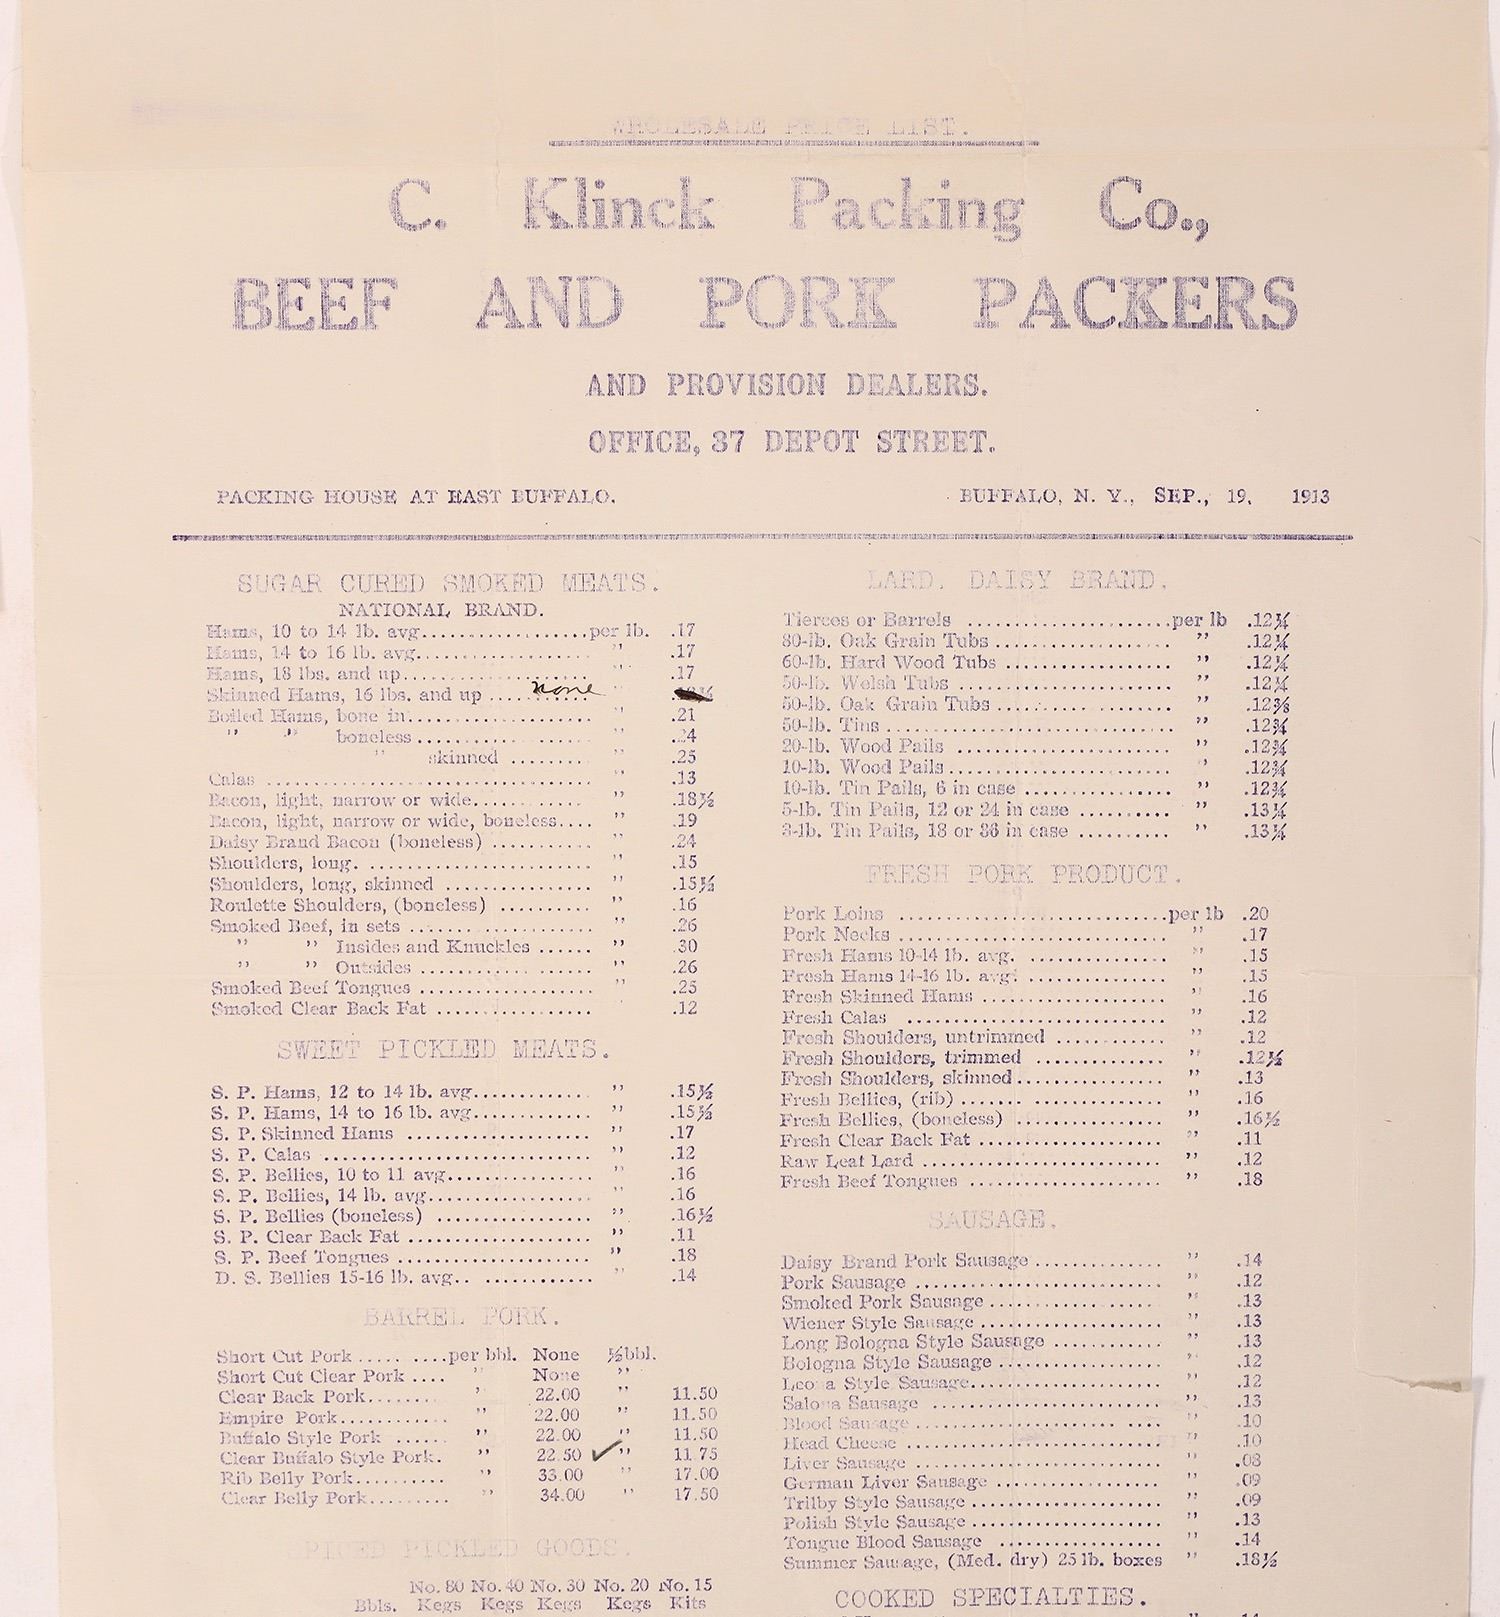 WHOLESALE PRICE LIST.
C. Klinck Packing Co.,
BEEF AND PORK PACKERS
AND PROVISION DEALERS.
OFFICE, 37 DEPOT STREET.
PACKING HOUSE AT EAST BUFFALO.
BUFFALO, N. Y., SEP., 19, 1913
SUGAR CURED SMOKED MEATS.
NATIONAL BRAND.
Hams, 10 to 14 lb. avg..................per lb. .17
Hams, 14 to 16 lb. avg................... " .17
Hams, 18 lbs. and up.................... " .17
Skinned Hams, 16 lbs. and up .... none "
Boiled Hams, bone in.................... " .21
" " boneless .................... " .24
" skinned ......... " .25
Calas .................................... " .13
Bacon, light, narrow or wide............ " .18½
Bacon, light, narrow or wide, boneless.... " .19
Daisy Brand Bacon (boneless) ........... " .24
Shoulders, long. ......................... " .15
Shoulders, long, skinned ................ " .15½
Roulette Shoulders, (boneless) .......... " .16
Smoked Beef, in sets .................... " .26
" " Insides and Knuckles ...... " .30
" " Outsides .................. " .26
Smoked Beef Tongues ................... " .25
Smoked Clear Back Fat ................. .12
SWEET PICKLED MEATS.
S. P. Hams, 12 to 14 lb. avg............. " .15½
S. P. Hams, 14 to 16 lb. avg............. " .15½
S. P. Skinned Hams .................... " .17
S. P. Calas .............................. " .12
S. P. Bellies, 10 to 11 avg................ " .16
S. P. Bellies, 14 lb. avg.................. " .16
S. P. Bellies (boneless) ................. " .16½
S. P. Clear Back Fat .................... " .11
S. P. Beef Tongues ..................... " .18
D. S. Bellies 15-16 lb. avg.. ............ " .14
BARREL PORK.
Short Cut Pork ..... ....per bbl. None ½bbl.
Short Cut Clear Pork .... " None "
Clear Back Pork......... " 22.00 " 11.50
Empire Pork............ " 22.00 " 11.50
Buffalo Style Pork ...... " 22.00 " 11.50
Clear Buffalo Style Pork. " 22.50 ✓ " 11.75
Rib Belly Pork.......... " 33.00 " 17.00
Clear Belly Pork......... " 34.00 " 17.50
SPICED PICKLED GOODS.
No. 80 No. 40 No. 30 No. 20 No. 15
Bbls. Kegs Kegs Kegs Kegs Kits
LARD, DAISY BRAND.
Tierces or Barrels .......................per lb .12¼
80-lb. Oak Grain Tubs .................... " .12¼
60-lb. Hard Wood Tubs .................. " .12¼
50-lb. Welsh Tubs ........................ " .12¼
50-lb. Oak Grain Tubs .................... " .12⅜
50-lb. Tins ................................ " .12¾
20-lb. Wood Pails ........................ " .12¾
10-lb. Wood Pails ........................ " .12¾
10-lb. Tin Pails, 6 in case ................ " .12¾
5-lb. Tin Pails, 12 or 24 in case .......... " .13¼
3-lb. Tin Pails, 18 or 36 in case .......... " .13¼
FRESH PORK PRODUCT.
Pork Loins .............................per lb .20
Pork Necks ............................. " .17
Fresh Hams 10-14 lb. avg. ............... " .15
Fresh Hams 14-16 lb. avg. ............... " .15
Fresh Skinned Hams .................... " .16
Fresh Calas ............................ " .12
Fresh Shoulders, untrimmed ............ " .12
Fresh Shoulders, trimmed .............. " .12½
Fresh Shoulders, skinned................ " .13
Fresh Bellies, (rib) ....... .............. " .16
Fresh Bellies, (boneless) ................ " .16½
Fresh Clear Back Fat .................... " .11
Raw Leaf Lard .......................... " .12
Fresh Beef Tongues ..................... " .18
SAUSAGE.
Daisy Brand Pork Sausage .............. " .14
Pork Sausage ........................... " .12
Smoked Pork Sausage ................... " .13
Wiener Style Sausage .................... " .13
Long Bologna Style Sausage ............ " .13
Bologna Style Sausage .................. " .12
Leona Style Sausage..................... " .12
Salona Sausage ......................... " .13
Blood Sausage .......................... " .10
Head Cheese ............................ " .10
Liver Sausage .......................... " .08
German Liver Sausage .................. " .09
Trilby Style Sausage .................... " .09
Polish Style Sausage .................... " .13
Tongue Blood Sausage ................. " .14
Summer Sausage, (Med. dry) 25 lb. boxes " .18½
COOKED SPECIALTIES.